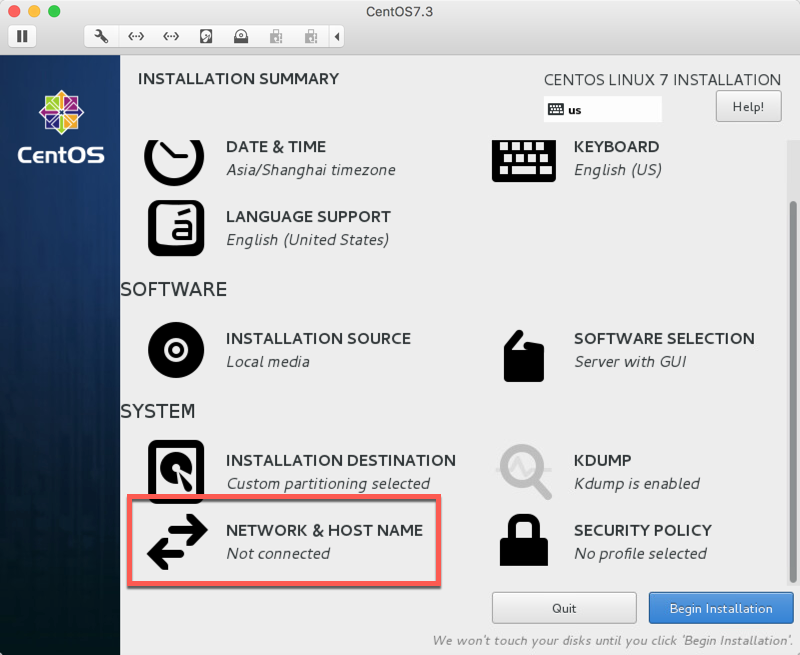 CentOS7.3
INSTALLATION SUMMARY
CENTOS LINUX 7 INSTALLATION
us
Help!
CentOS
DATE & TIME
Asia/Shanghai timezone
KEYBOARD
English (US)
á
LANGUAGE SUPPORT
English (United States)
SOFTWARE
INSTALLATION SOURCE
Local media
SOFTWARE SELECTION
Server with GUI
SYSTEM
INSTALLATION DESTINATION
Custom partitioning selected
KDUMP
Kdump is enabled
NETWORK & HOST NAME
Not connected
SECURITY POLICY
No profile selected
Quit
Begin Installation
We won't touch your disks until you click 'Begin Installation'.